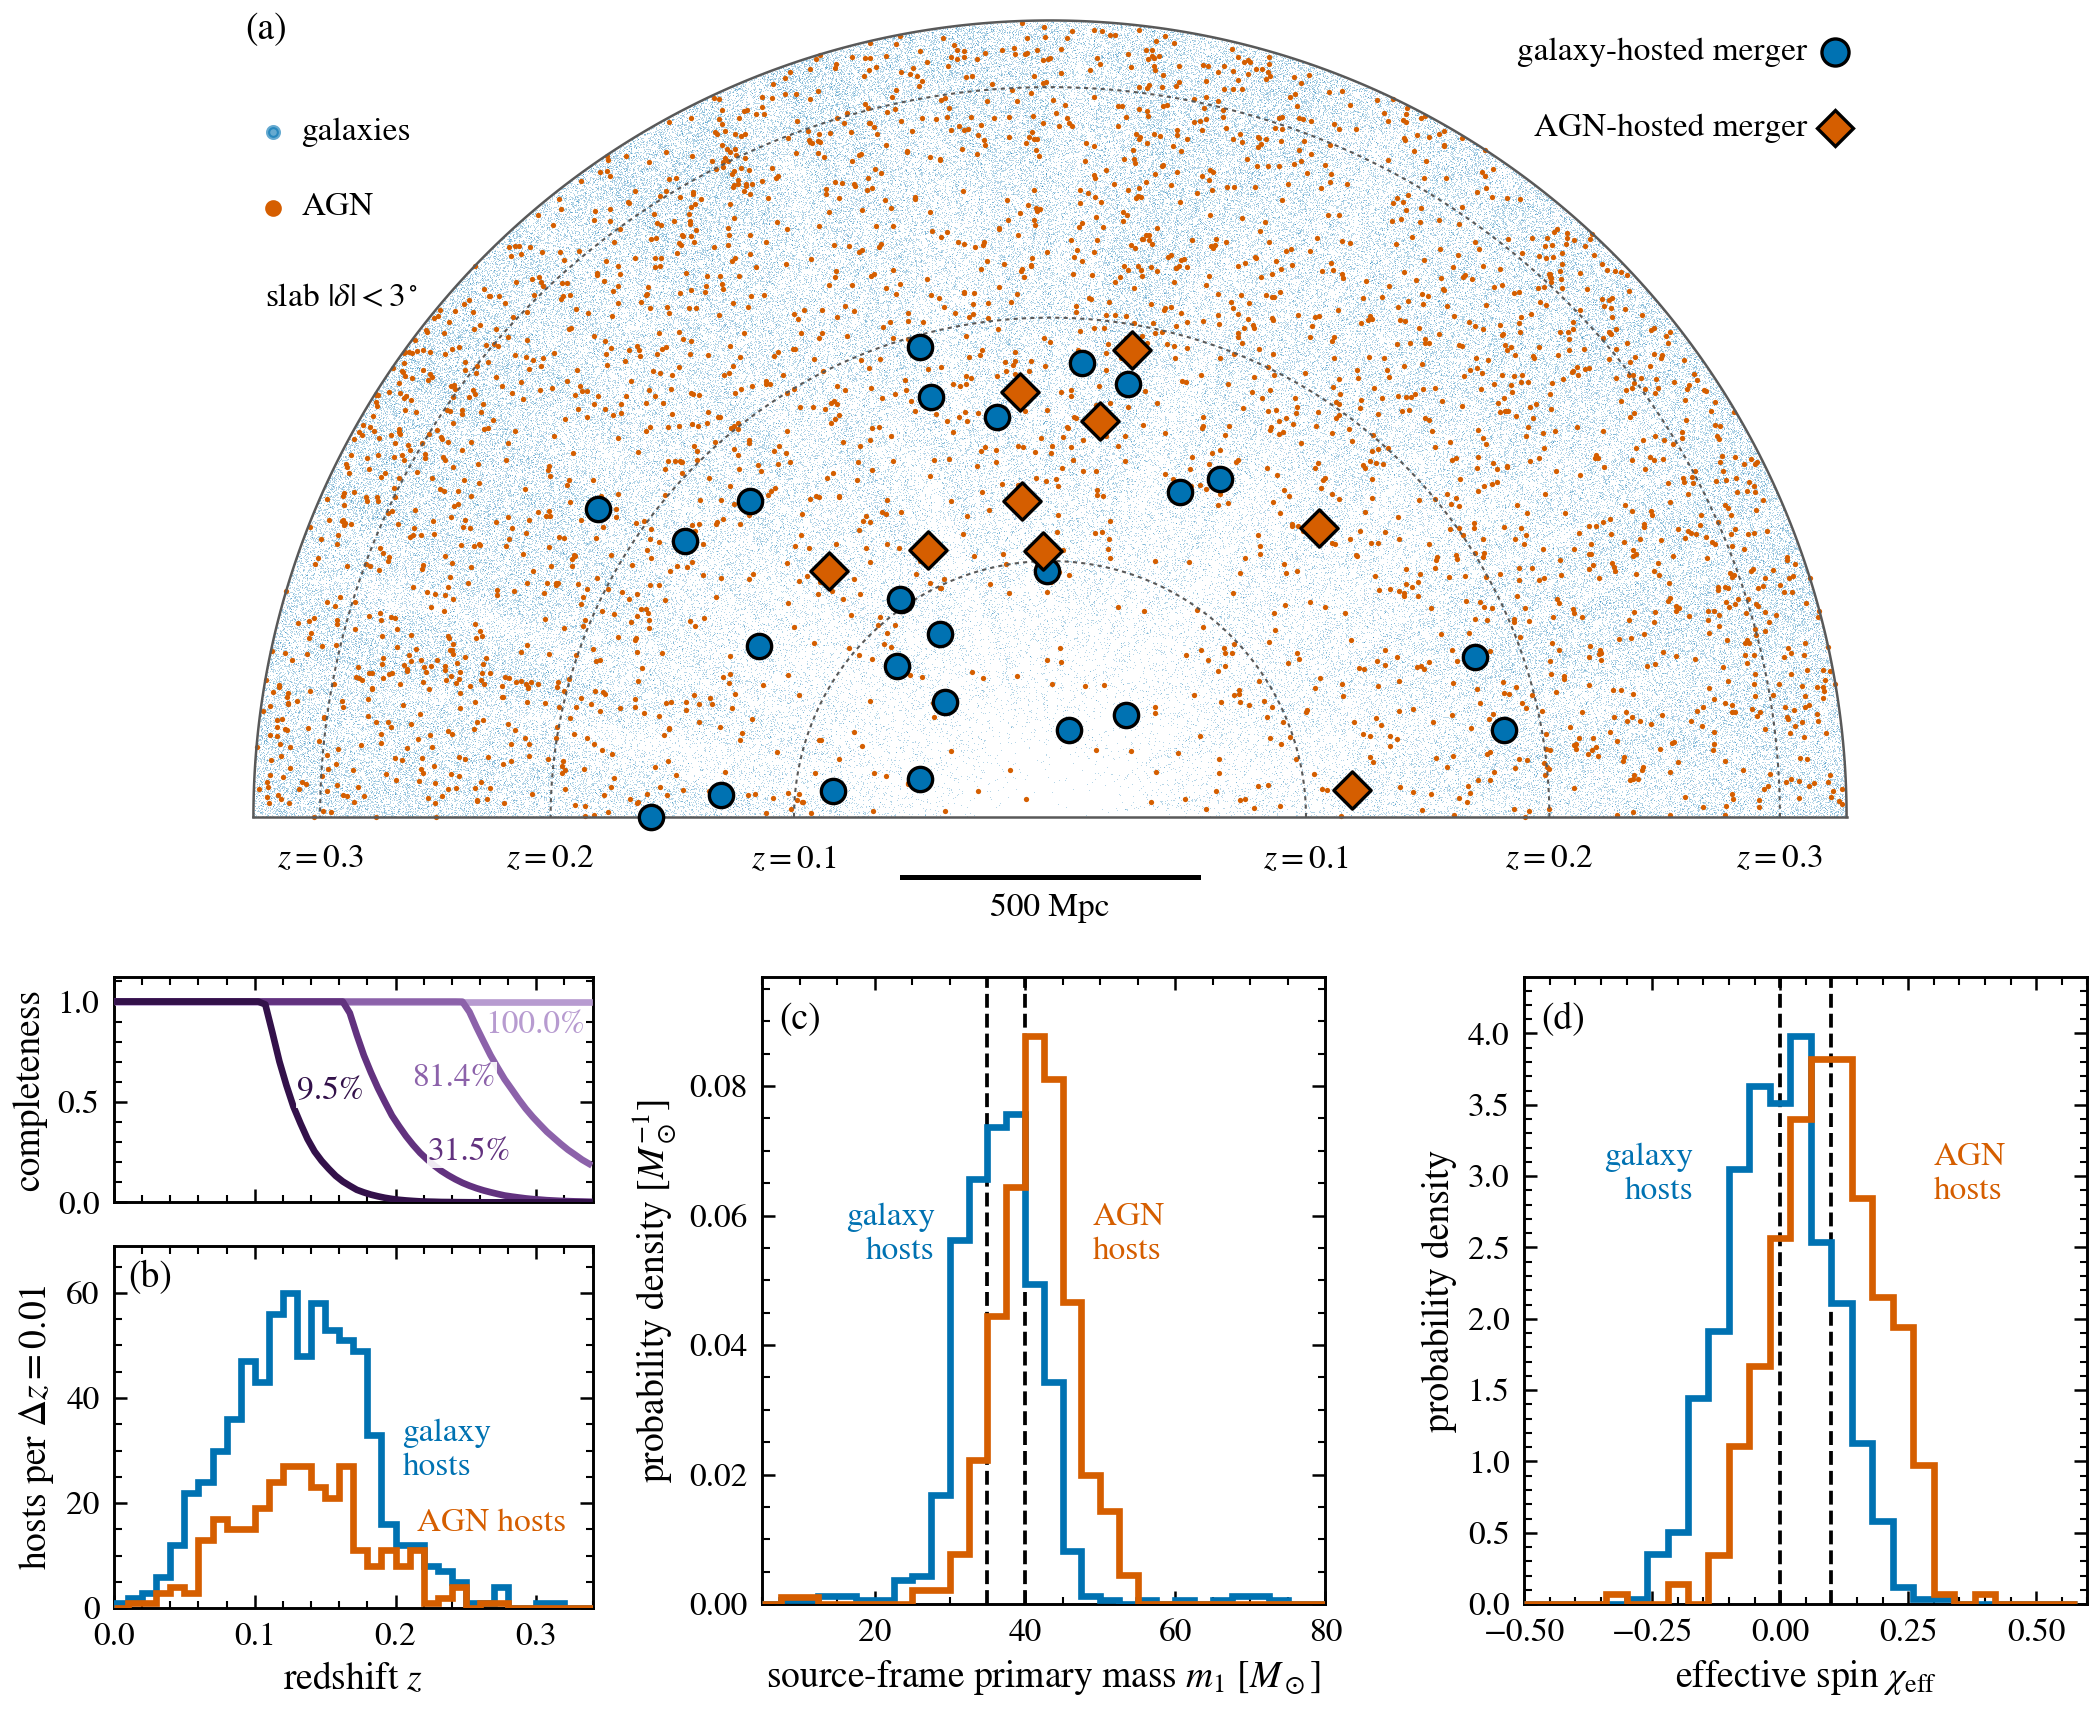 (a)
galaxies
AGN
slab |δ| < 3°
galaxy-hosted merger
AGN-hosted merger
z = 0.3
z = 0.2
z = 0.1
z = 0.1
z = 0.2
z = 0.3
500 Mpc
completeness
1.0
0.5
0.0
100.0%
81.4%
9.5%
31.5%
(b)
hosts per Δz = 0.01
60
40
20
0
galaxy
hosts
AGN hosts
0.0
0.1
0.2
0.3
redshift z
(c)
probability density [M⊙⁻¹]
0.08
0.06
0.04
0.02
0.00
galaxy
hosts
AGN
hosts
20
40
60
80
source-frame primary mass m₁ [M⊙]
(d)
probability density
4.0
3.5
3.0
2.5
2.0
1.5
1.0
0.5
0.0
galaxy
hosts
AGN
hosts
−0.50
−0.25
0.00
0.25
0.50
effective spin χeff